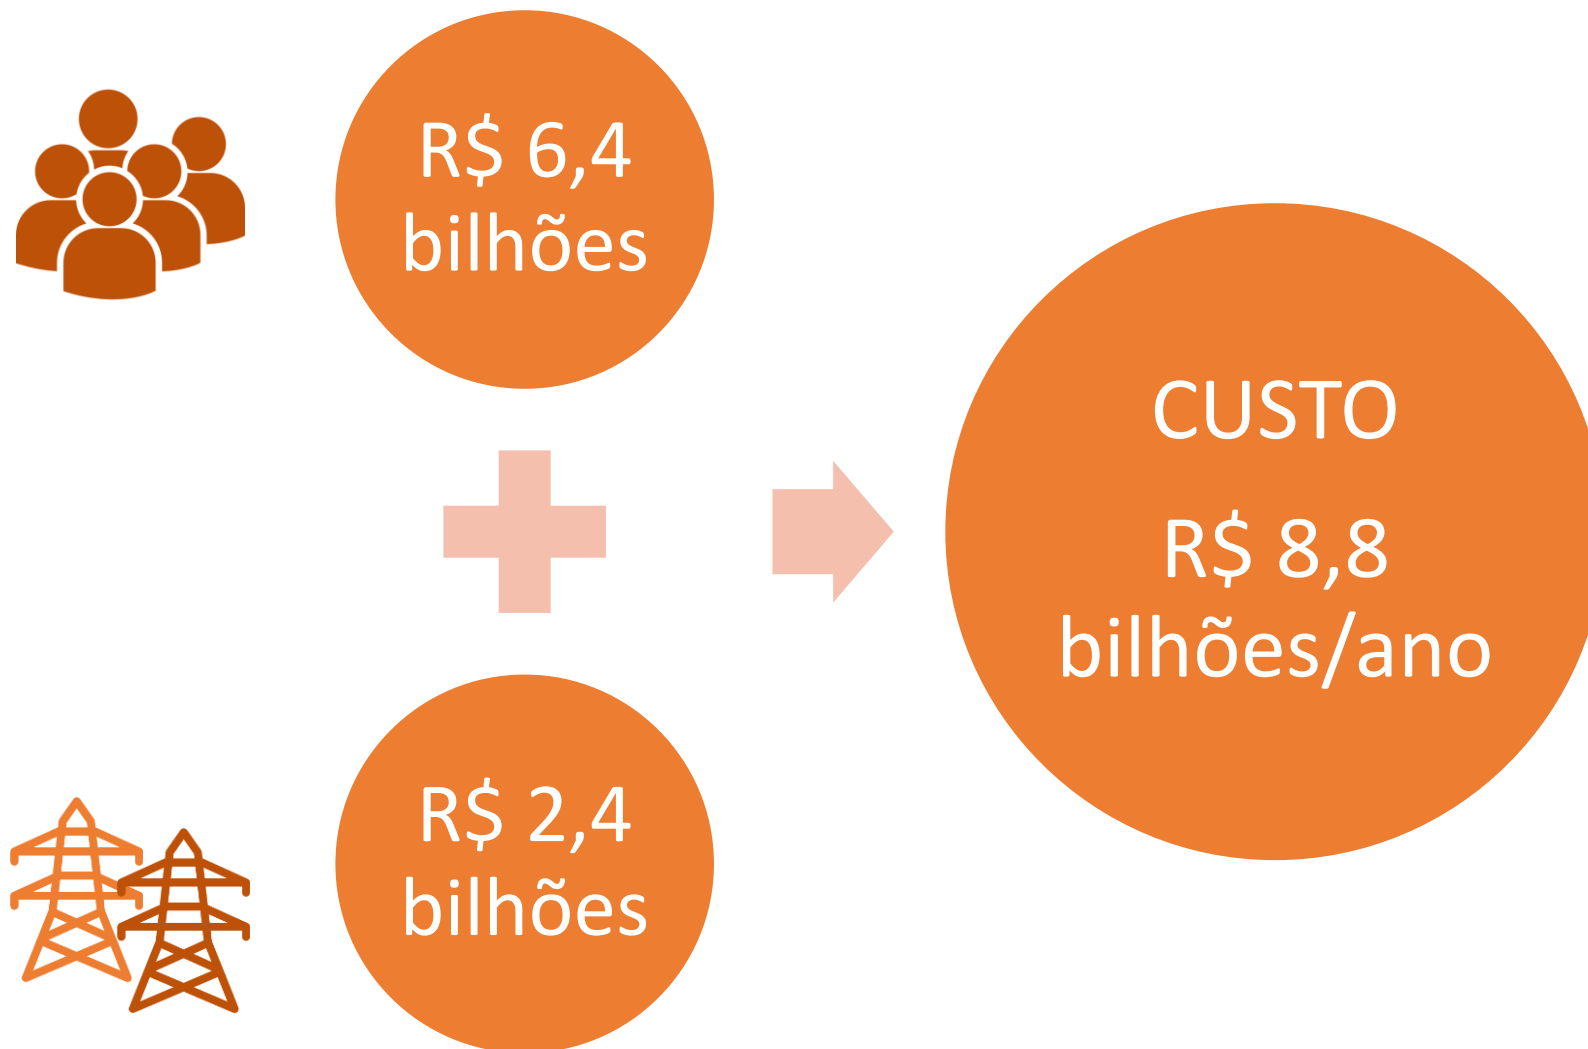 R$ 6,4
bilhões
R$ 2,4
bilhões
CUSTO
R$ 8,8
bilhões/ano